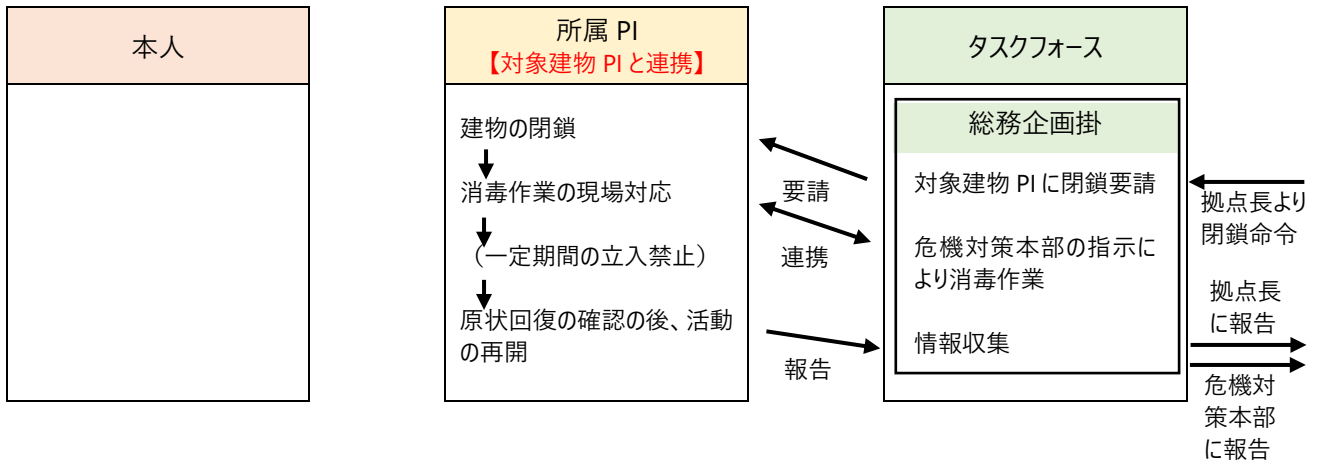 本人
所属 PI
【対象建物 PI と連携】
建物の閉鎖
消毒作業の現場対応
（一定期間の立入禁止）
原状回復の確認の後、活動
の再開
要請
連携
報告
タスクフォース
総務企画掛
対象建物 PI に閉鎖要請
危機対策本部の指示に
より消毒作業
情報収集
拠点長より
閉鎖命令
拠点長
に報告
危機対
策本部
に報告